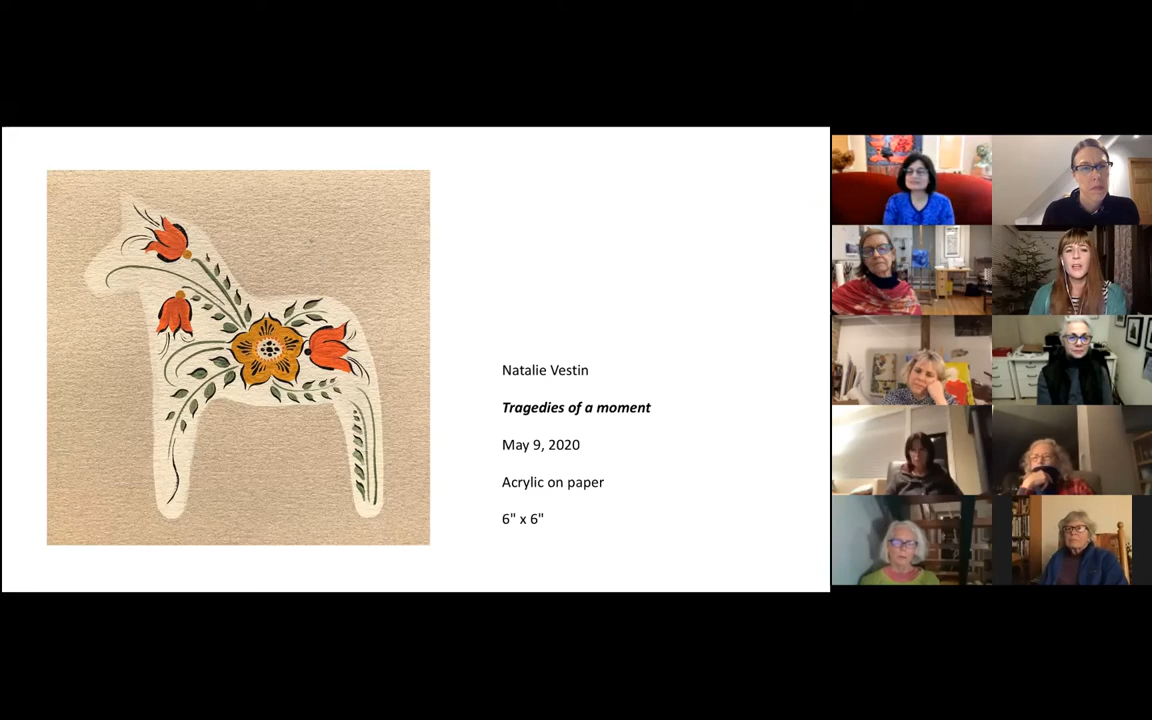 Natalie Vestin
Tragedies of a moment
May 9, 2020
Acrylic on paper
6" x 6"